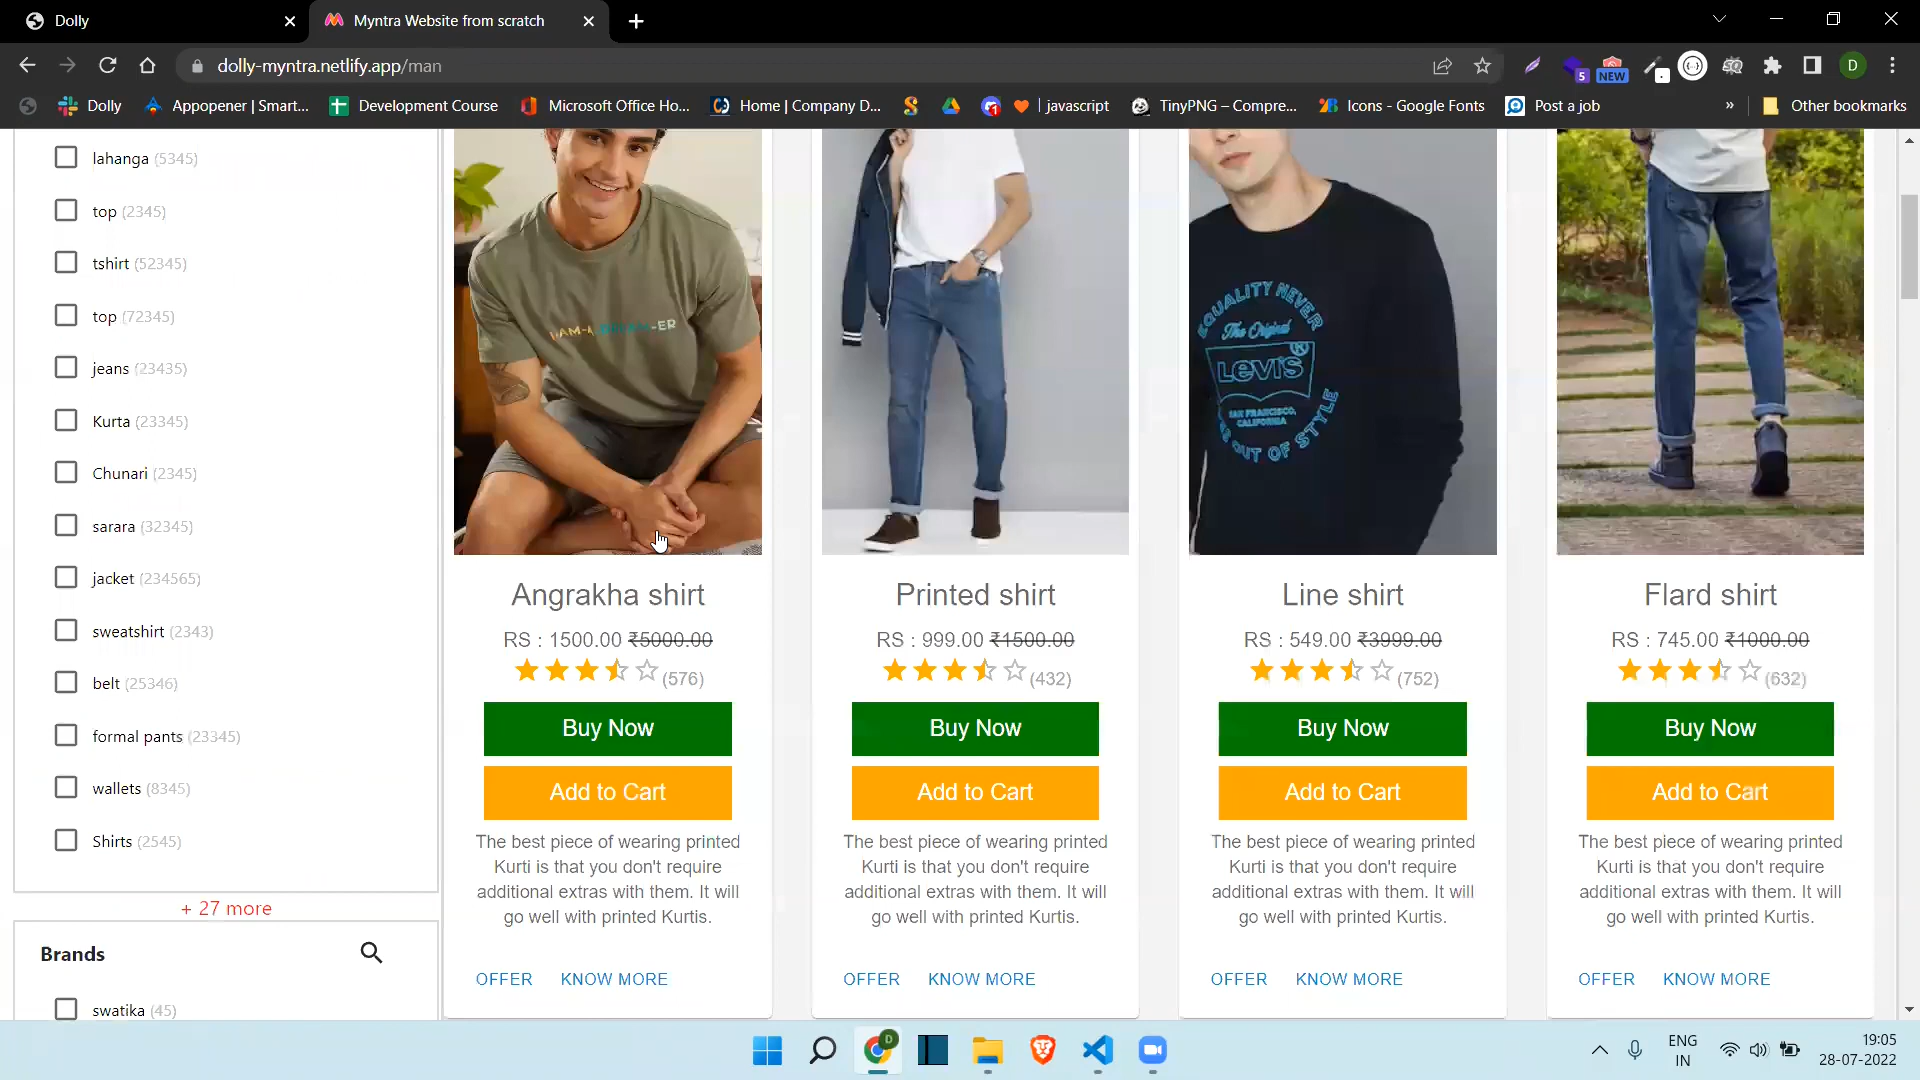 Dolly
Myntra Website from scratch
dolly-myntra.netlify.app/man
5
NEW
D
Dolly
Appopener | Smart...
Development Course
Microsoft Office Ho...
Home | Company D...
| javascript
TinyPNG – Compre...
Icons - Google Fonts
Post a job
»
Other bookmarks
lahanga (5345)
top (2345)
tshirt (52345)
top (72345)
jeans (23435)
Kurta (23345)
Chunari (2345)
sarara (32345)
jacket (234565)
sweatshirt (2343)
belt (25346)
formal pants (23345)
wallets (8345)
Shirts (2545)
+ 27 more
Brands
swatika (45)
EQUALITY NEVER
The Original
LEVI'S
SAN FRANCISCO,
CALIFORNIA
OUT OF STYLE
Angrakha shirt
RS : 1500.00 ₹5000.00
(576)
Buy Now
Add to Cart
The best piece of wearing printed
Kurti is that you don't require
additional extras with them. It will
go well with printed Kurtis.
OFFER KNOW MORE
Printed shirt
RS : 999.00 ₹1500.00
(432)
Buy Now
Add to Cart
The best piece of wearing printed
Kurti is that you don't require
additional extras with them. It will
go well with printed Kurtis.
OFFER KNOW MORE
Line shirt
RS : 549.00 ₹3999.00
(752)
Buy Now
Add to Cart
The best piece of wearing printed
Kurti is that you don't require
additional extras with them. It will
go well with printed Kurtis.
OFFER KNOW MORE
Flard shirt
RS : 745.00 ₹1000.00
(632)
Buy Now
Add to Cart
The best piece of wearing printed
Kurti is that you don't require
additional extras with them. It will
go well with printed Kurtis.
OFFER KNOW MORE
D
ENG
IN
19:05
28-07-2022